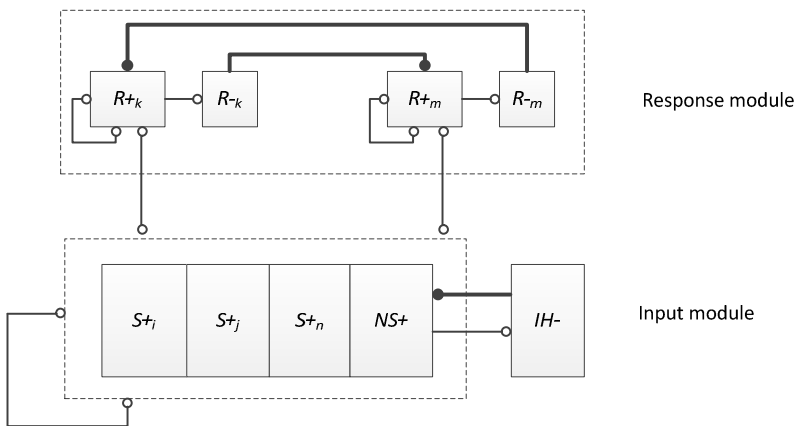 R+k
R-k
R+m
R-m
Response module
S+i
S+j
S+n
NS+
IH-
Input module